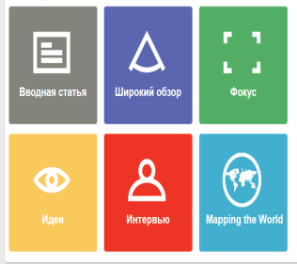 Вводная статья
Широкий обзор
Фокус
Идеи
Интервью
Mapping the World